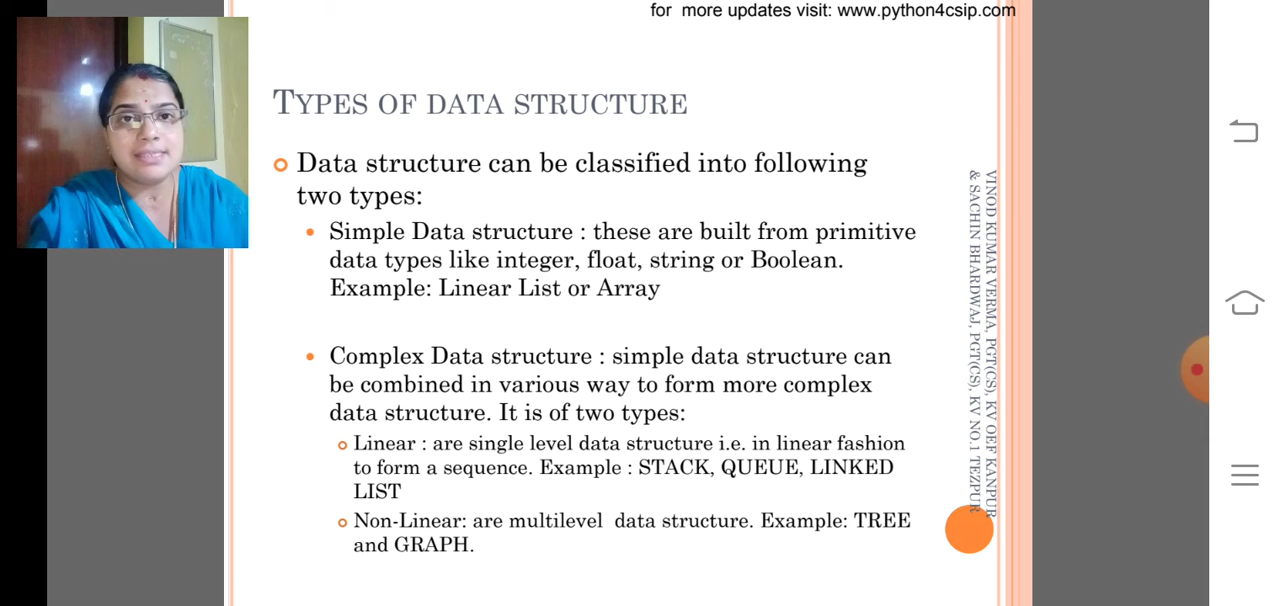 for more updates visit: www.python4csip.com
TYPES OF DATA STRUCTURE
Data structure can be classified into following
two types:
Simple Data structure : these are built from primitive
data types like integer, float, string or Boolean.
Example: Linear List or Array
Complex Data structure : simple data structure can
be combined in various way to form more complex
data structure. It is of two types:
Linear : are single level data structure i.e. in linear fashion
to form a sequence. Example : STACK, QUEUE, LINKED
LIST
Non-Linear: are multilevel data structure. Example: TREE
and GRAPH.
VINOD KUMAR VERMA, PGT(CS), KV OEF KANPUR
& SACHIN BHARDWAJ, PGT(CS), KV NO.1 TEZPUR